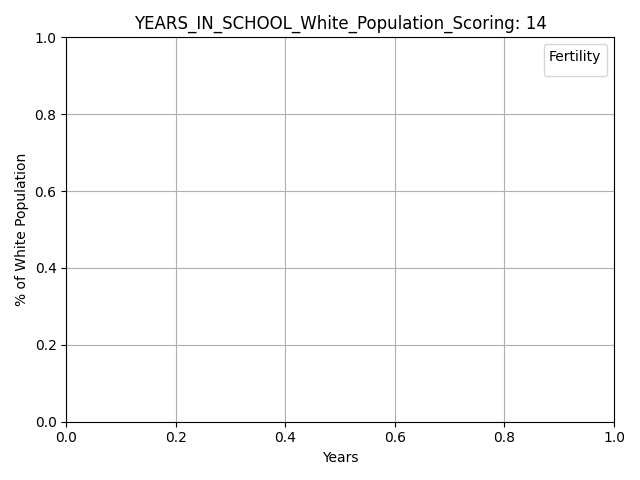 YEARS_IN_SCHOOL_White_Population_Scoring: 14
Fertility
% of White Population
1.0
0.8
0.6
0.4
0.2
0.0
0.0 0.2 0.4 0.6 0.8 1.0
Years